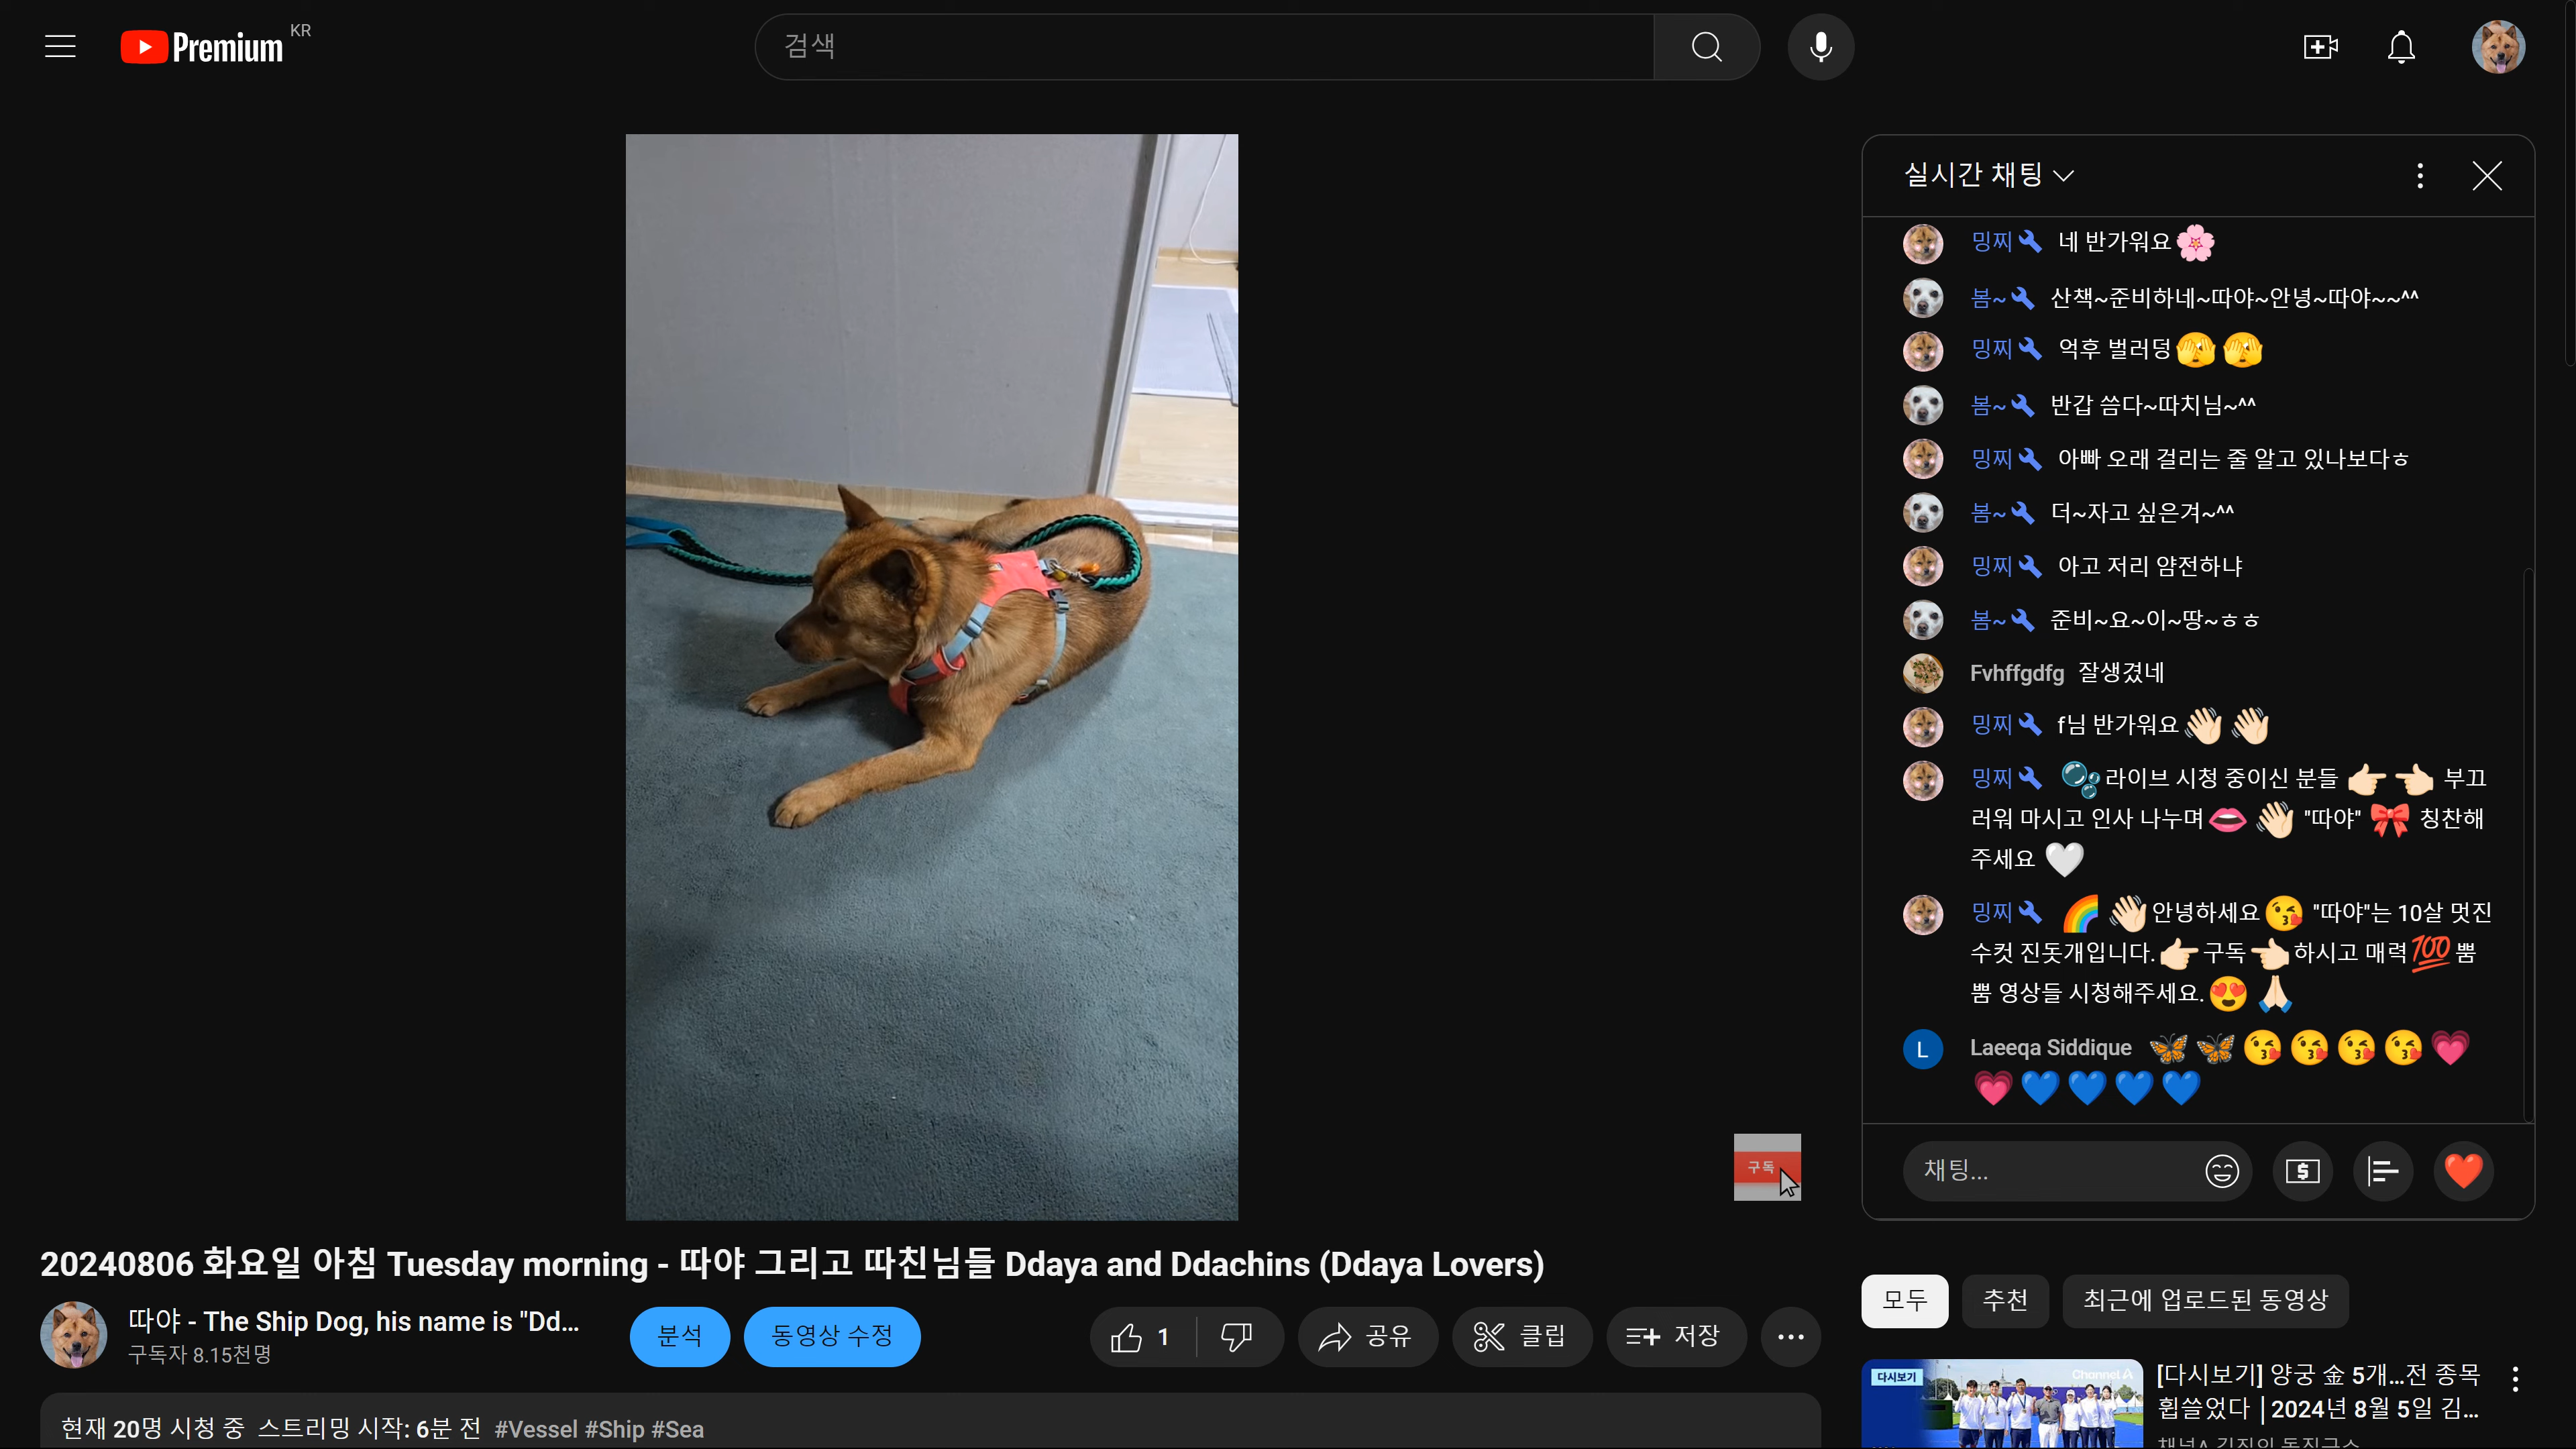 Premium KR
검색
실시간 채팅
밍찌 네 반가워요🌸
봄~ 산책~준비하네~따야~안녕~따야~~^^
밍찌 억후 벌러덩🫣🫣
봄~ 반갑 씀다~따치님~^^
밍찌 아빠 오래 걸리는 줄 알고 있나보다ㅎ
봄~ 더~자고 싶은겨~^^
밍찌 아고 저리 얌전하냐
봄~ 준비~요~이~땅~ㅎㅎ
Fvhffgdfg 잘생겼네
밍찌 f님 반가워요👋🏻👋🏻
밍찌 🫧라이브 시청 중이신 분들 👉🏻👈🏻 부끄
러워 마시고 인사 나누며👄👋🏻 "따야"🎀 칭찬해
주세요 🤍
밍찌 🌈👋🏻안녕하세요😘 "따야"는 10살 멋진
수컷 진돗개입니다.👉🏻구독👈🏻하시고 매력💯뿜
뿜 영상들 시청해주세요.😍🙏🏻
L Laeeqa Siddique 🦋🦋😘😘😘😘💗
💗💙💙💙💙
채팅...
구독
20240806 화요일 아침 Tuesday morning - 따야 그리고 따친님들 Ddaya and Ddachins (Ddaya Lovers)
따야 - The Ship Dog, his name is "Dd...
구독자 8.15천명
분석
동영상 수정
1
공유
클립
저장
현재 20명 시청 중 스트리밍 시작: 6분 전 #Vessel #Ship #Sea
모두
추천
최근에 업로드된 동영상
다시보기
Channel A
[다시보기] 양궁 金 5개...전 종목
휩쓸었다 | 2024년 8월 5일 김...